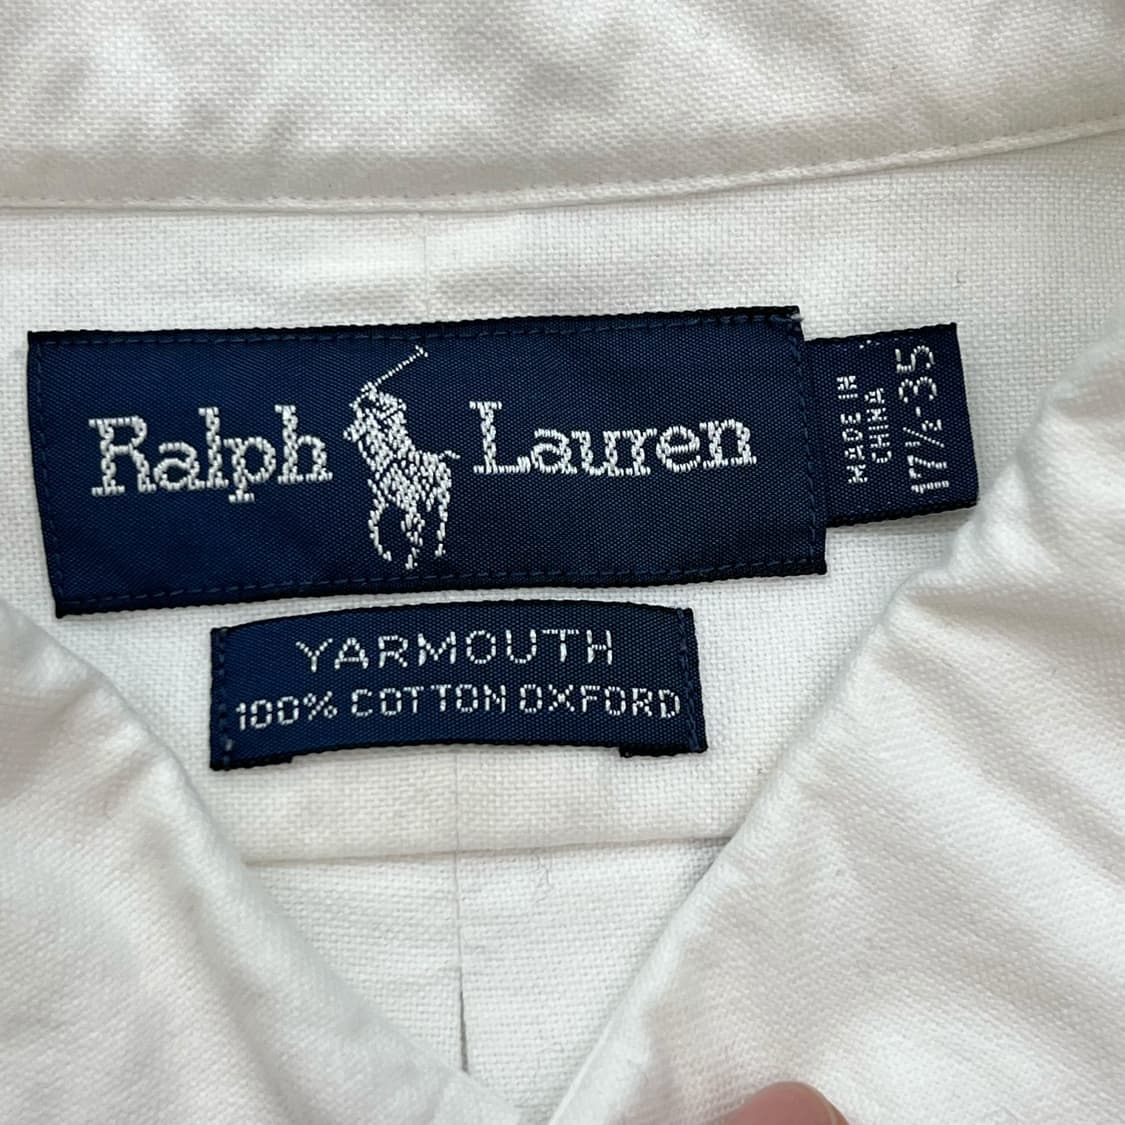 Ralph Lauren
MADE IN
CHINA
17½-35
YARMOUTH
100% COTTON OXFORD